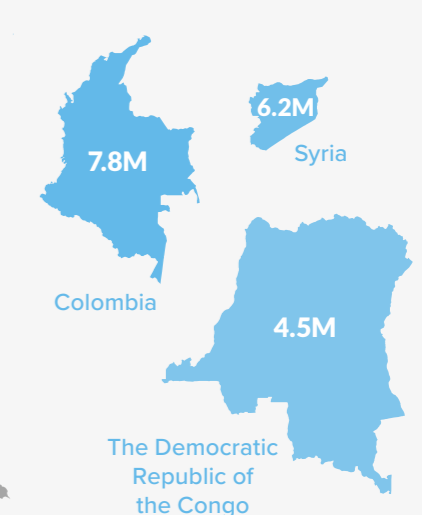 6.2M
7.8M
Syria
Colombia
4.5M
The Democratic
Republic of
the Congo